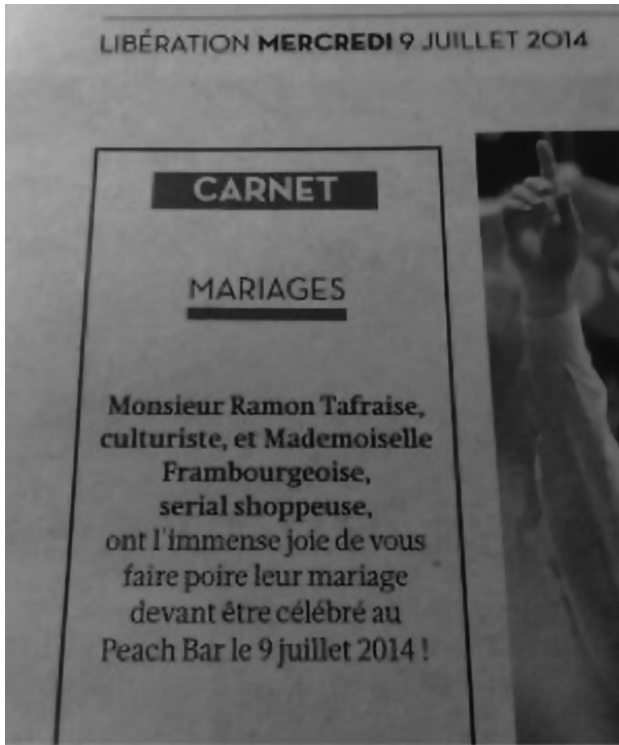 LIBÉRATION MERCREDI 9 JUILLET 2014
CARNET
MARIAGES
Monsieur Ramon Tafraise,
culturiste, et Mademoiselle
Frambourgeoise,
serial shoppeuse,
ont l'immense joie de vous
faire poire leur mariage
devant être célébré au
Peach Bar le 9 juillet 2014 !